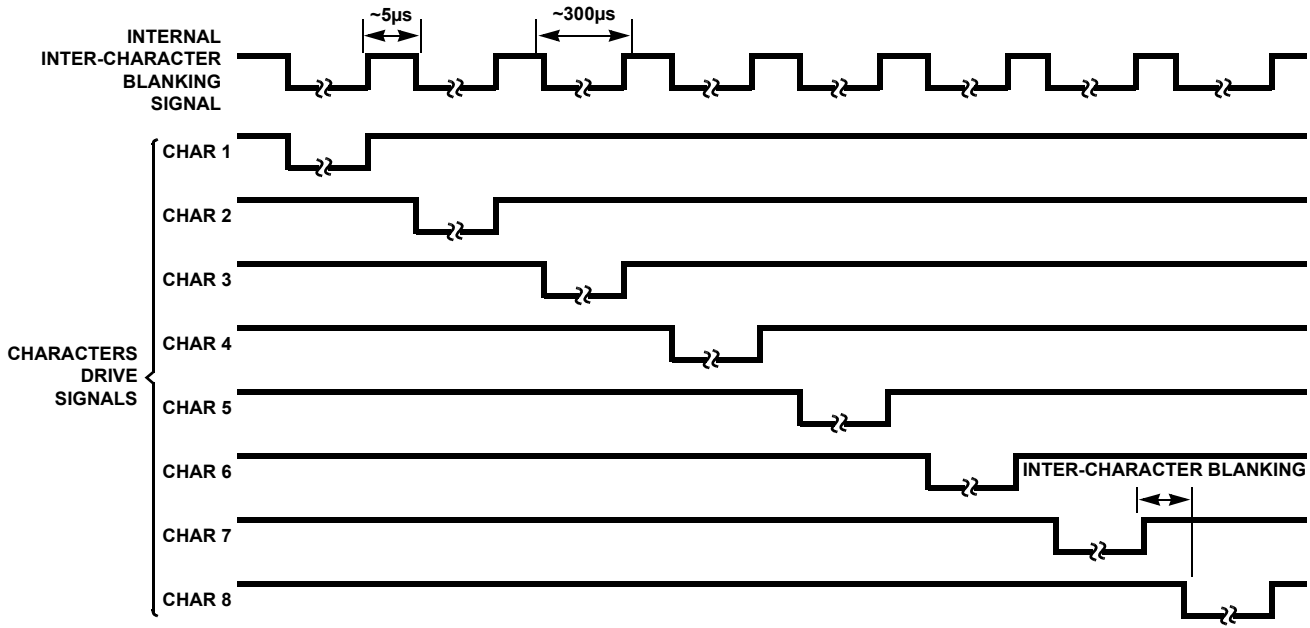 ~5µs
~300µs
INTERNAL
INTER-CHARACTER
BLANKING
SIGNAL
CHAR 1
CHAR 2
CHAR 3
CHAR 4
CHARACTERS
DRIVE
SIGNALS
CHAR 5
CHAR 6
INTER-CHARACTER BLANKING
CHAR 7
CHAR 8